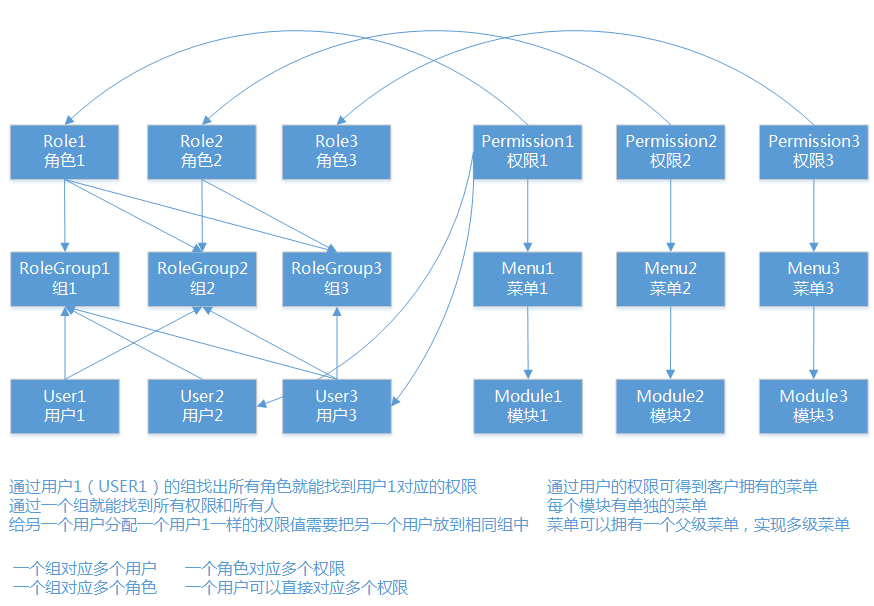 Role1
角色1
Role2
角色2
Role3
角色3
Permission1
权限1
Permission2
权限2
Permission3
权限3
RoleGroup1
组1
RoleGroup2
组2
RoleGroup3
组3
Menu1
菜单1
Menu2
菜单2
Menu3
菜单3
User1
用户1
User2
用户2
User3
用户3
Module1
模块1
Module2
模块2
Module3
模块3
通过用户1（USER1）的组找出所有角色就能找到用户1对应的权限
通过一个组就能找到所有权限和所有人
给另一个用户分配一个用户1一样的权限值需要把另一个用户放到相同组中
通过用户的权限可得到客户拥有的菜单
每个模块有单独的菜单
菜单可以拥有一个父级菜单，实现多级菜单
一个组对应多个用户
一个组对应多个角色
一个角色对应多个权限
一个用户可以直接对应多个权限